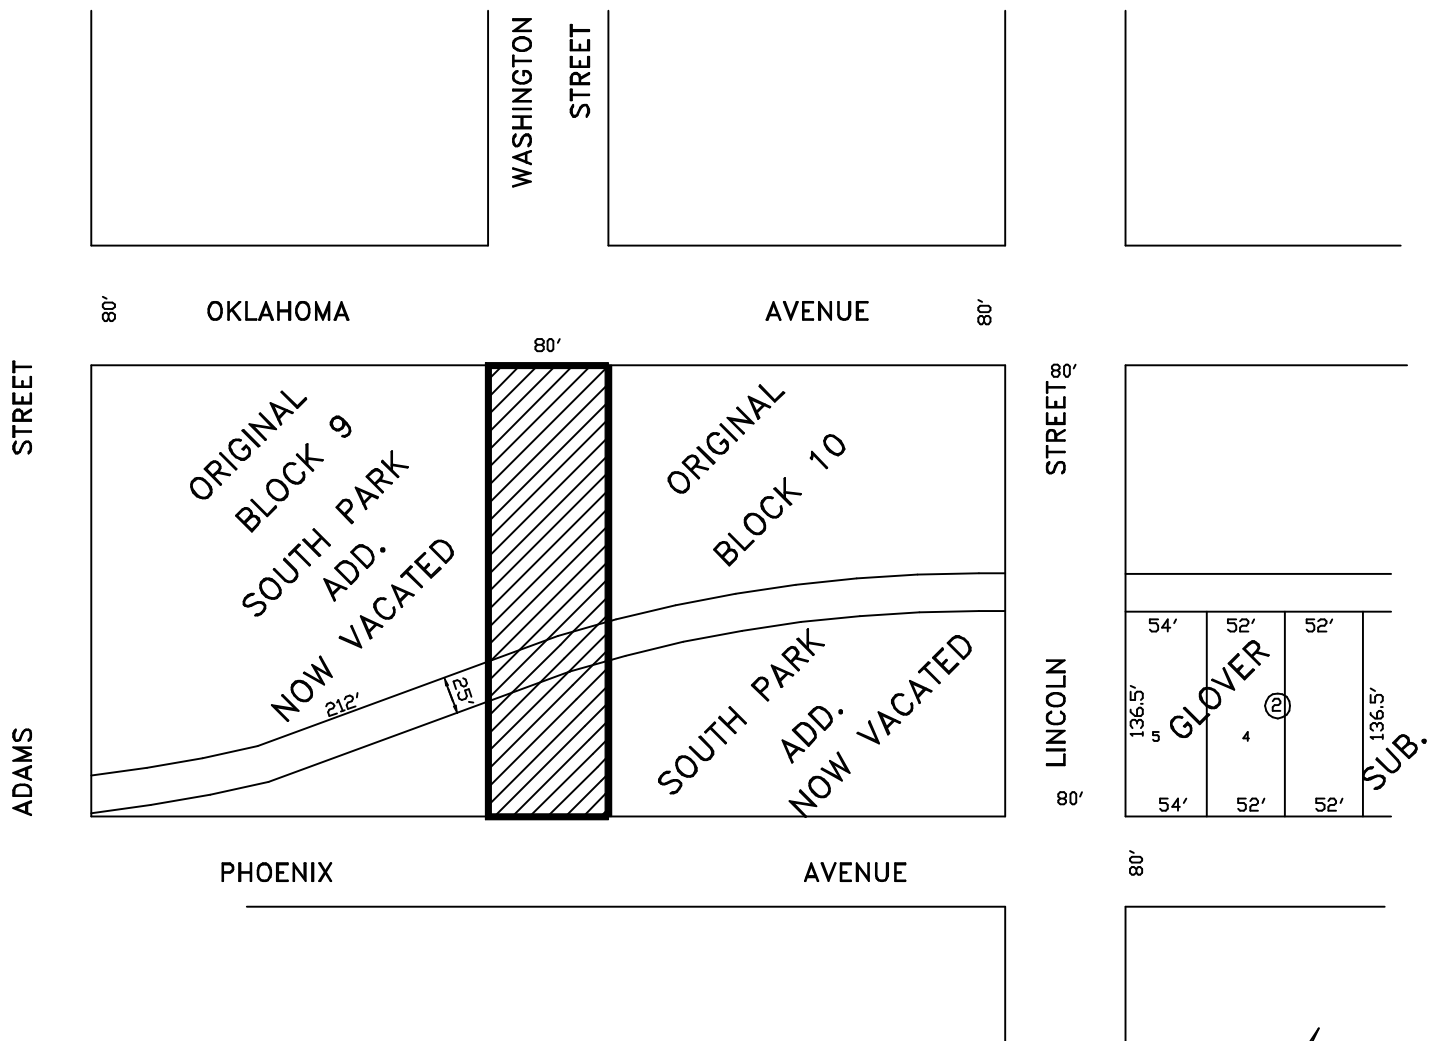 WASHINGTON
STREET
80'
OKLAHOMA
AVENUE
80'
80'
STREET
ADAMS
ORIGINAL
BLOCK 9
SOUTH PARK
ADD.
NOW VACATED
212'
25'
ORIGINAL
BLOCK 10
SOUTH PARK
ADD.
NOW VACATED
80'
STREET
LINCOLN
80'
54'
52'
52'
136.5'
GLOVER
2
136.5'
5
4
SUB.
54'
52'
52'
PHOENIX
AVENUE
80'